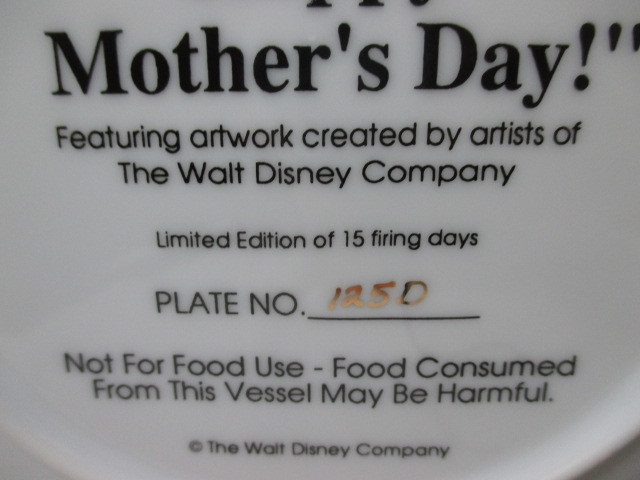 Mother's Day!"
Featuring artwork created by artists of
The Walt Disney Company
Limited Edition of 15 firing days
PLATE NO. 125D
Not For Food Use - Food Consumed
From This Vessel May Be Harmful.
© The Walt Disney Company